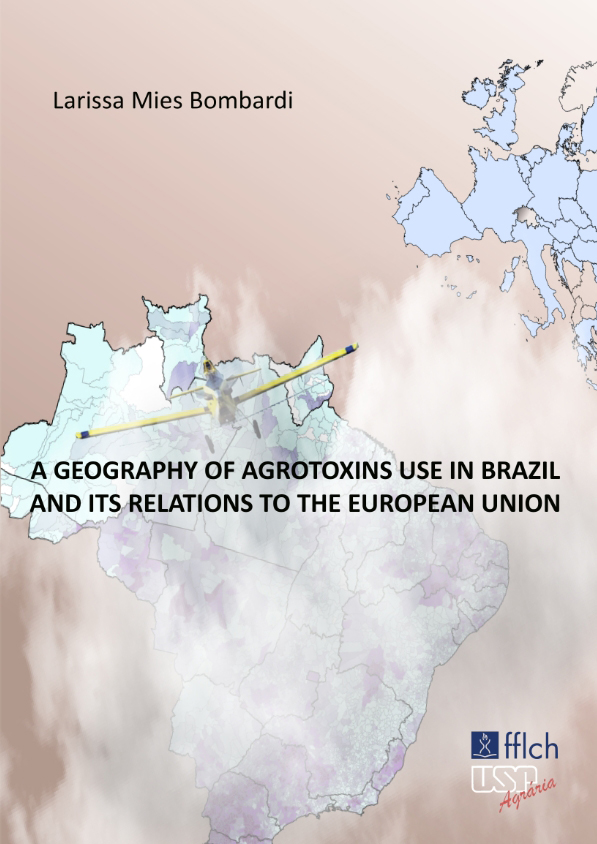 Larissa Mies Bombardi
A GEOGRAPHY OF AGROTOXINS USE IN BRAZIL
AND ITS RELATIONS TO THE EUROPEAN UNION
fflch
USP
Agrária